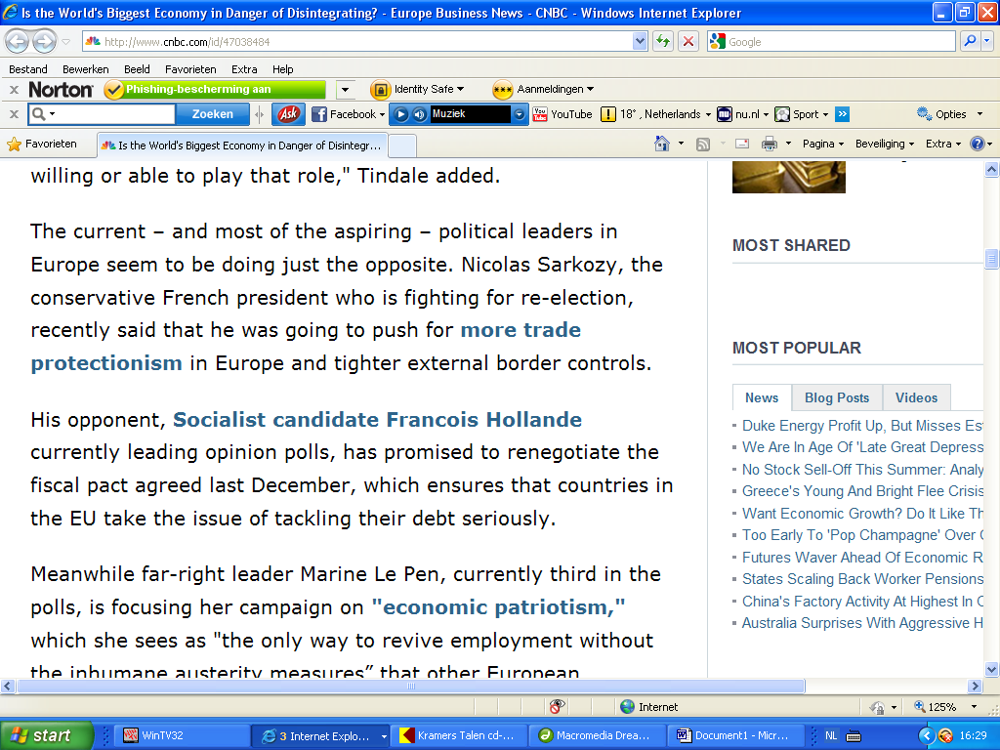 Is the World's Biggest Economy in Danger of Disintegrating? - Europe Business News - CNBC - Windows Internet Explorer
http://www.cnbc.com/id/47038484
Google
Bestand Bewerken Beeld Favorieten Extra Help
x Norton Phishing-bescherming aan Identity Safe Aanmeldingen
x Zoeken Ask Facebook Muziek YouTube 18° , Netherlands nu.nl Sport >> Opties
Favorieten Is the World's Biggest Economy in Danger of Disintegr... Pagina Beveiliging Extra
willing or able to play that role," Tindale added.
The current – and most of the aspiring – political leaders in
Europe seem to be doing just the opposite. Nicolas Sarkozy, the
conservative French president who is fighting for re-election,
recently said that he was going to push for more trade
protectionism in Europe and tighter external border controls.
His opponent, Socialist candidate Francois Hollande
currently leading opinion polls, has promised to renegotiate the
fiscal pact agreed last December, which ensures that countries in
the EU take the issue of tackling their debt seriously.
Meanwhile far-right leader Marine Le Pen, currently third in the
polls, is focusing her campaign on "economic patriotism,"
which she sees as "the only way to revive employment without
the inhumane austerity measures” that other European
MOST SHARED
MOST POPULAR
News Blog Posts Videos
Duke Energy Profit Up, But Misses Es
We Are In Age Of 'Late Great Depress
No Stock Sell-Off This Summer: Analy
Greece's Young And Bright Flee Crisis
Want Economic Growth? Do It Like Th
Too Early To 'Pop Champagne' Over
Futures Waver Ahead Of Economic R
States Scaling Back Worker Pensions
China's Factory Activity At Highest In
Australia Surprises With Aggressive H
Internet 125%
start WinTV32 3 Internet Explo... Kramers Talen cd-... Macromedia Drea... Document1 - Micr... NL 16:29